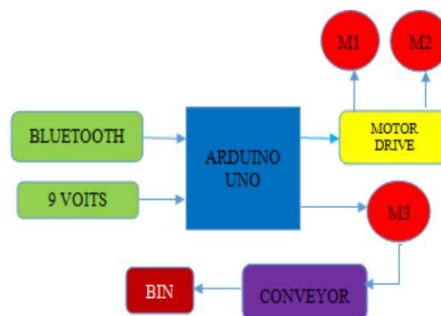 M1
M2
BLUETOOTH
ARDUINO
UNO
MOTOR
DRIVE
9 VOITS
M3
BIN
CONVEYOR